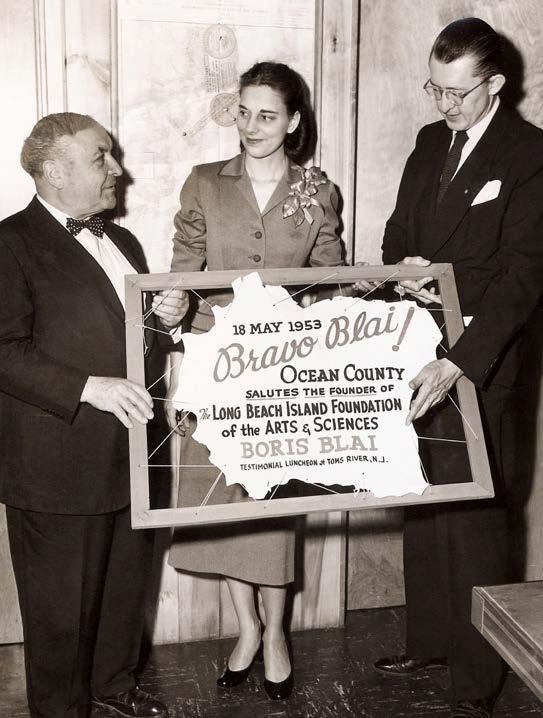 18 MAY 1953
Bravo Blai!
OCEAN COUNTY
SALUTES THE FOUNDER OF
The LONG BEACH ISLAND FOUNDATION
of the ARTS & SCIENCES
BORIS BLAI
TESTIMONIAL LUNCHEON at TOMS RIVER, N.J.